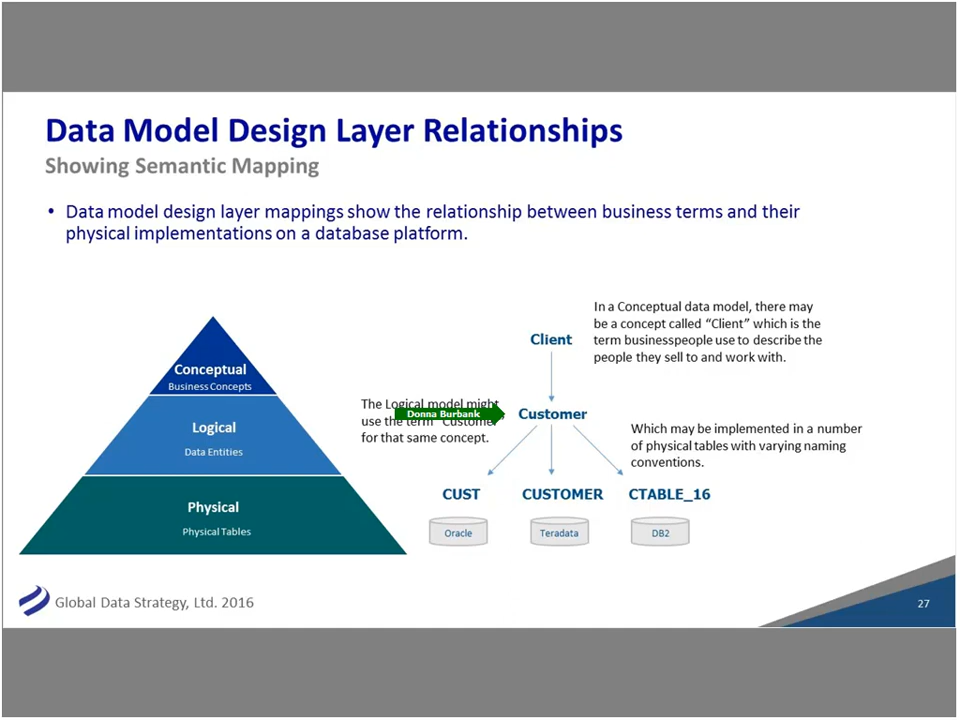 Data Model Design Layer Relationships
Showing Semantic Mapping
• Data model design layer mappings show the relationship between business terms and their
physical implementations on a database platform.
Conceptual
Business Concepts
Logical
Data Entities
Physical
Physical Tables
In a Conceptual data model, there may
be a concept called “Client” which is the
term businesspeople use to describe the
people they sell to and work with.
Client
The Logical model might
use the term “Customer
for that same concept.
Donna Burbank
Customer
Which may be implemented in a number
of physical tables with varying naming
conventions.
CUST
CUSTOMER
CTABLE_16
Oracle
Teradata
DB2
Global Data Strategy, Ltd. 2016
27